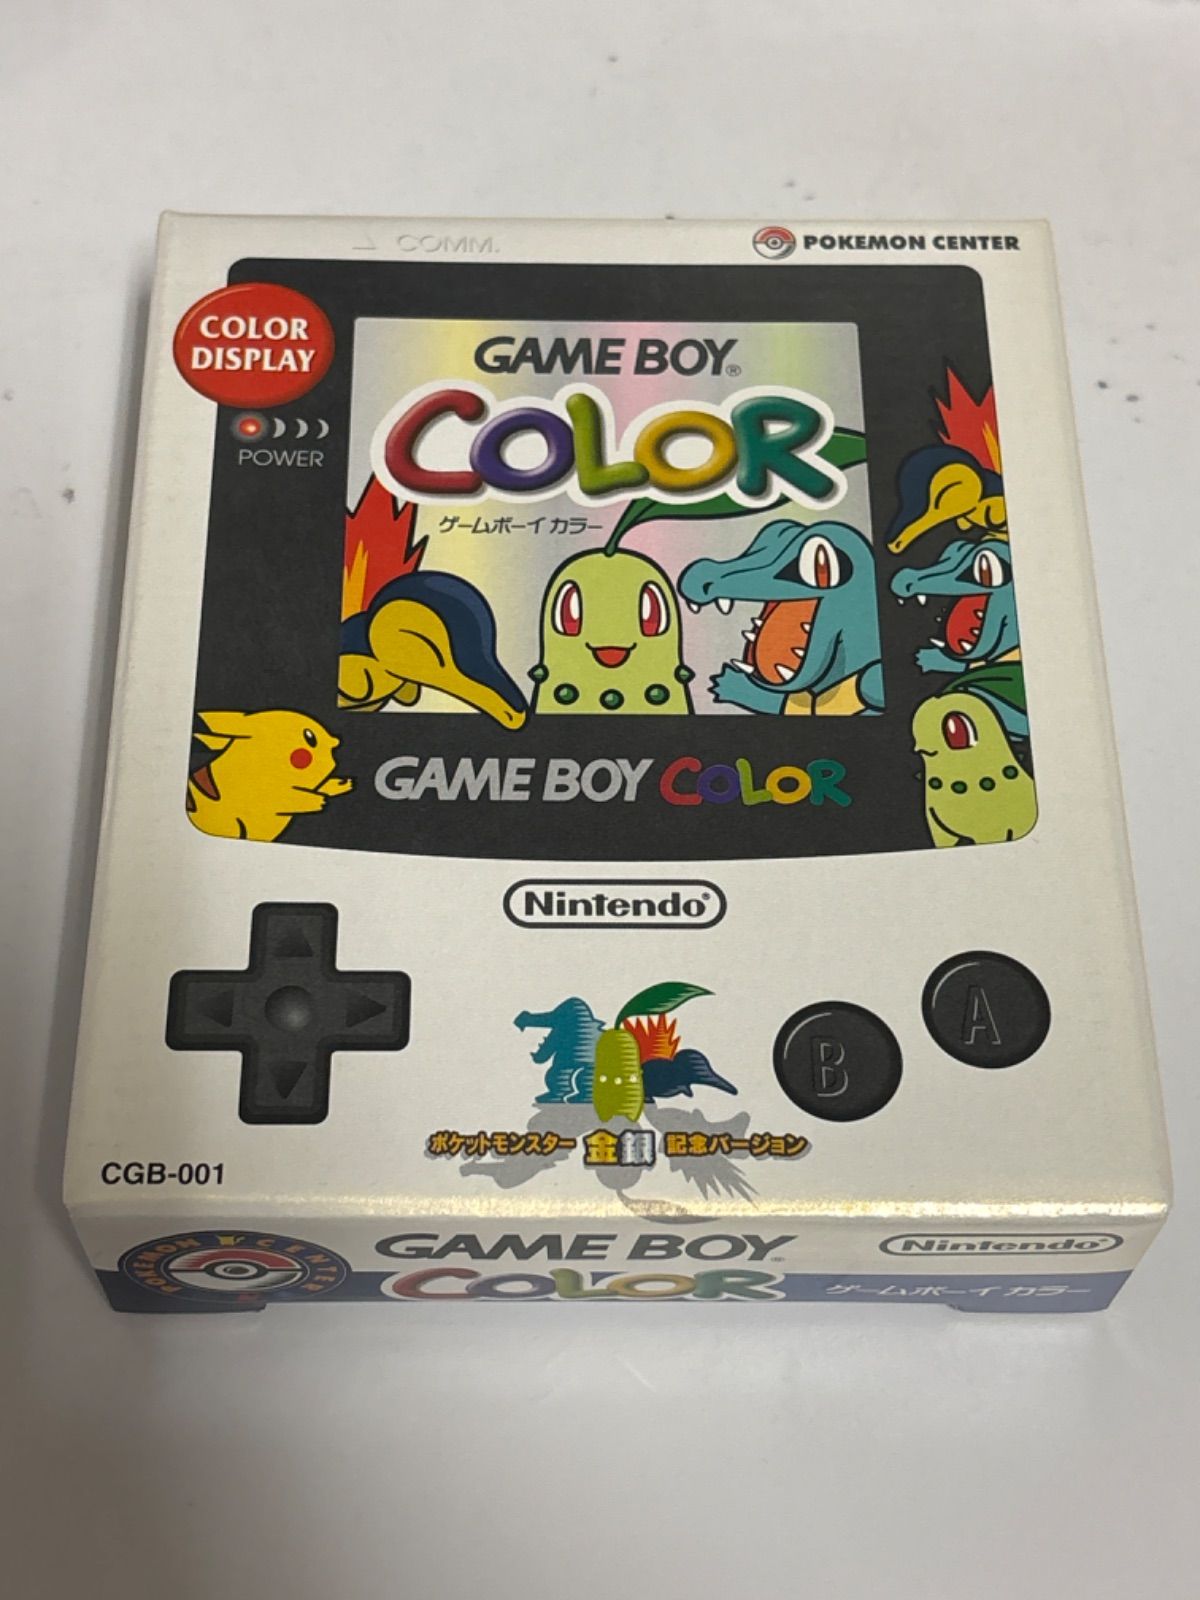 COMM.
POKEMON CENTER
COLOR
DISPLAY
POWER
GAME BOY®
COLOR
ゲームボーイ カラー
GAME BOY COLOR
Nintendo®
B
A
ポケットモンスター 金銀 記念バージョン
CGB-001
POKEMON CENTER
GAME BOY®
COLOR
Nintendo®
ゲームボーイ カラー